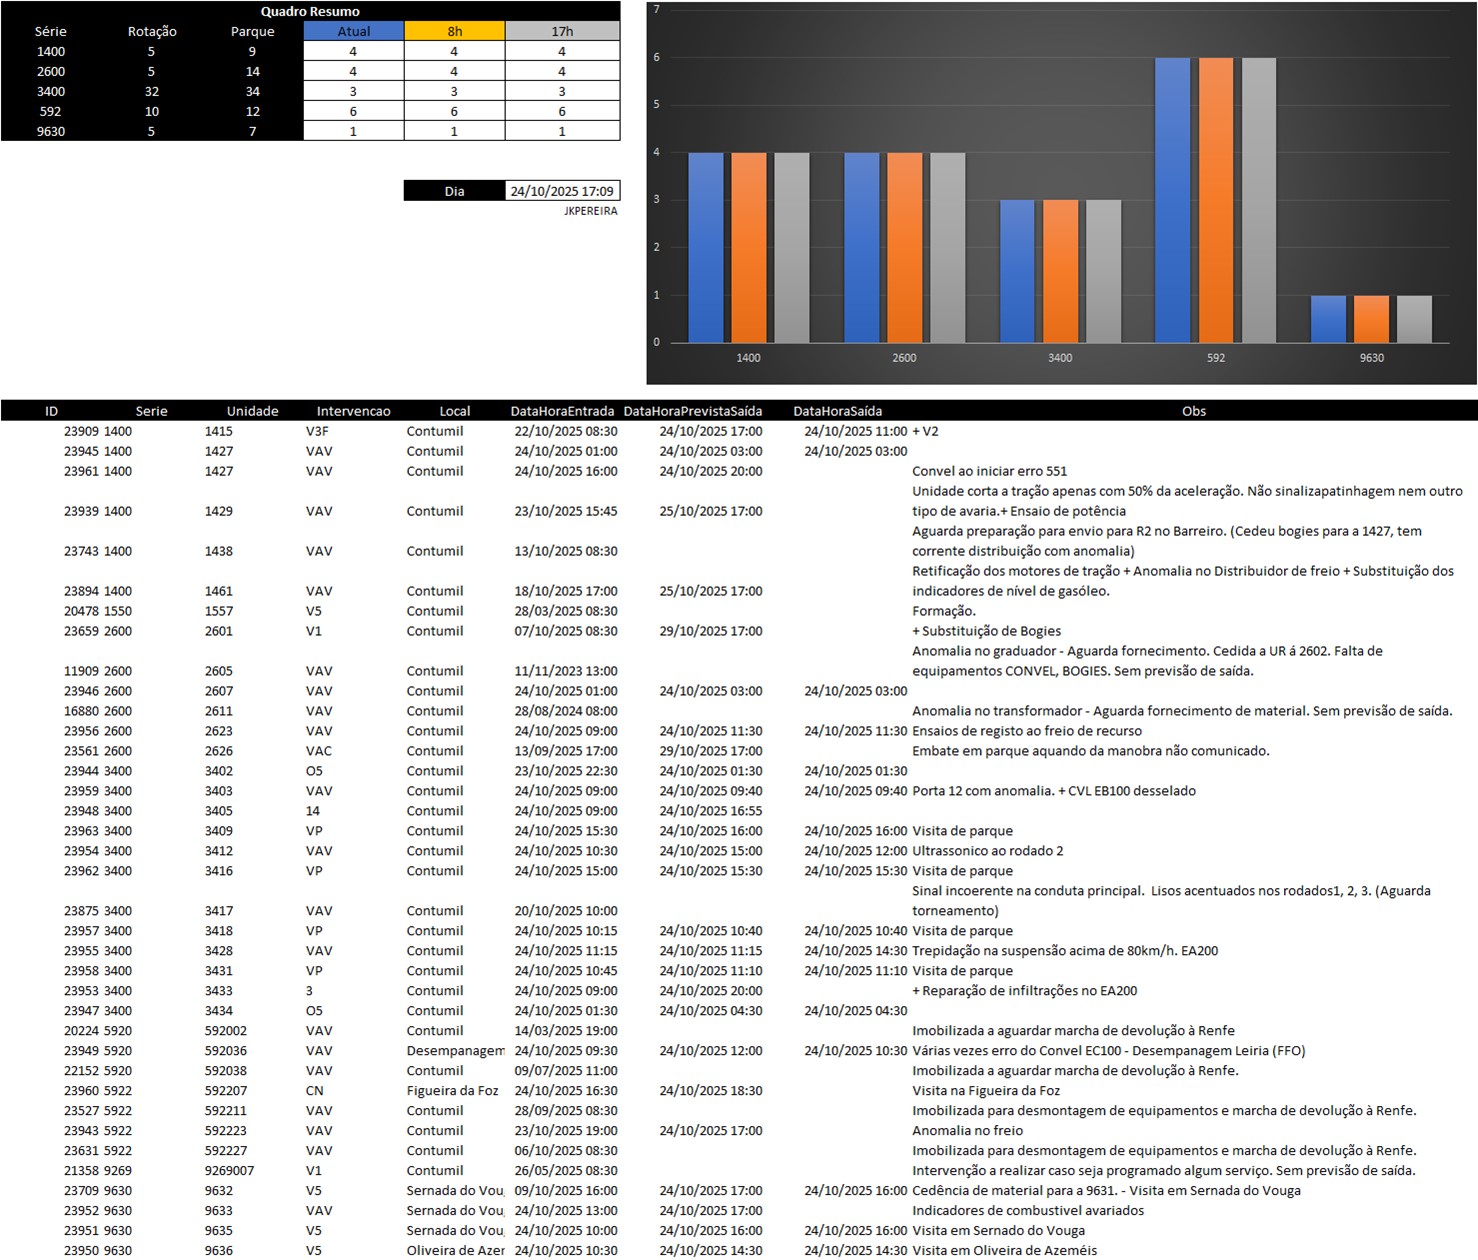 Quadro Resumo
Série Rotação Parque Atual 8h 17h
1400 5 9 4 4 4
2600 5 14 4 4 4
3400 32 34 3 3 3
592 10 12 6 6 6
9630 5 7 1 1 1
Dia 24/10/2025 17:09
JKPEREIRA
7
6
5
4
3
2
1
0
1400 2600 3400 592 9630
ID Serie Unidade Intervencao Local DataHoraEntrada DataHoraPrevistaSaída DataHoraSaída Obs
23909 1400 1415 V3F Contumil 22/10/2025 08:30 24/10/2025 17:00 24/10/2025 11:00 + V2
23945 1400 1427 VAV Contumil 24/10/2025 01:00 24/10/2025 03:00 24/10/2025 03:00
23961 1400 1427 VAV Contumil 24/10/2025 16:00 24/10/2025 20:00 Convel ao iniciar erro 551
Unidade corta a tração apenas com 50% da aceleração. Não sinalizapatinhagem nem outro
23939 1400 1429 VAV Contumil 23/10/2025 15:45 25/10/2025 17:00 tipo de avaria.+ Ensaio de potência
Aguarda preparação para envio para R2 no Barreiro. (Cedeu bogies para a 1427, tem
23743 1400 1438 VAV Contumil 13/10/2025 08:30 corrente distribuição com anomalia)
Retificação dos motores de tração + Anomalia no Distribuidor de freio + Substituição dos
23894 1400 1461 VAV Contumil 18/10/2025 17:00 25/10/2025 17:00 indicadores de nível de gasóleo.
20478 1550 1557 V5 Contumil 28/03/2025 08:30 Formação.
23659 2600 2601 V1 Contumil 07/10/2025 08:30 29/10/2025 17:00 + Substituição de Bogies
Anomalia no graduador - Aguarda fornecimento. Cedida a UR á 2602. Falta de
11909 2600 2605 VAV Contumil 11/11/2023 13:00 equipamentos CONVEL, BOGIES. Sem previsão de saída.
23946 2600 2607 VAV Contumil 24/10/2025 01:00 24/10/2025 03:00 24/10/2025 03:00
16880 2600 2611 VAV Contumil 28/08/2024 08:00 Anomalia no transformador - Aguarda fornecimento de material. Sem previsão de saída.
23956 2600 2623 VAV Contumil 24/10/2025 09:00 24/10/2025 11:30 24/10/2025 11:30 Ensaios de registo ao freio de recurso
23561 2600 2626 VAC Contumil 13/09/2025 17:00 29/10/2025 17:00 Embate em parque aquando da manobra não comunicado.
23944 3400 3402 O5 Contumil 23/10/2025 22:30 24/10/2025 01:30 24/10/2025 01:30
23959 3400 3403 VAV Contumil 24/10/2025 09:00 24/10/2025 09:40 24/10/2025 09:40 Porta 12 com anomalia. + CVL EB100 desselado
23948 3400 3405 14 Contumil 24/10/2025 09:00 24/10/2025 16:55
23963 3400 3409 VP Contumil 24/10/2025 15:30 24/10/2025 16:00 24/10/2025 16:00 Visita de parque
23954 3400 3412 VAV Contumil 24/10/2025 10:30 24/10/2025 15:00 24/10/2025 12:00 Ultrassonico ao rodado 2
23962 3400 3416 VP Contumil 24/10/2025 15:00 24/10/2025 15:30 24/10/2025 15:30 Visita de parque
Sinal incoerente na conduta principal. Lisos acentuados nos rodados1, 2, 3. (Aguarda
23875 3400 3417 VAV Contumil 20/10/2025 10:00 torneamento)
23957 3400 3418 VP Contumil 24/10/2025 10:15 24/10/2025 10:40 24/10/2025 10:40 Visita de parque
23955 3400 3428 VAV Contumil 24/10/2025 11:15 24/10/2025 11:15 24/10/2025 14:30 Trepidação na suspensão acima de 80km/h. EA200
23958 3400 3431 VP Contumil 24/10/2025 10:45 24/10/2025 11:10 24/10/2025 11:10 Visita de parque
23953 3400 3433 3 Contumil 24/10/2025 09:00 24/10/2025 20:00 + Reparação de infiltrações no EA200
23947 3400 3434 O5 Contumil 24/10/2025 01:30 24/10/2025 04:30 24/10/2025 04:30
20224 5920 592002 VAV Contumil 14/03/2025 19:00 Imobilizada a aguardar marcha de devolução à Renfe
23949 5920 592036 VAV Desempanagem 24/10/2025 09:30 24/10/2025 12:00 24/10/2025 10:30 Várias vezes erro do Convel EC100 - Desempanagem Leiria (FFO)
22152 5920 592038 VAV Contumil 09/07/2025 11:00 Imobilizada a aguardar marcha de devolução à Renfe.
23960 5922 592207 CN Figueira da Foz 24/10/2025 16:30 24/10/2025 18:30 Visita na Figueira da Foz
23527 5922 592211 VAV Contumil 28/09/2025 08:30 Imobilizada para desmontagem de equipamentos e marcha de devolução à Renfe.
23943 5922 592223 VAV Contumil 23/10/2025 19:00 24/10/2025 17:00 Anomalia no freio
23631 5922 592227 VAV Contumil 06/10/2025 08:30 Imobilizada para desmontagem de equipamentos e marcha de devolução à Renfe.
21358 9269 9269007 V1 Contumil 26/05/2025 08:30 Intervenção a realizar caso seja programado algum serviço. Sem previsão de saída.
23709 9630 9632 V5 Sernada do Vou 09/10/2025 16:00 24/10/2025 17:00 24/10/2025 16:00 Cedência de material para a 9631. - Visita em Sernada do Vouga
23952 9630 9633 VAV Sernada do Vou 24/10/2025 13:00 24/10/2025 17:00 Indicadores de combustivel avariados
23951 9630 9635 V5 Sernada do Vou 24/10/2025 10:00 24/10/2025 16:00 24/10/2025 16:00 Visita em Sernado do Vouga
23950 9630 9636 V5 Oliveira de Azer 24/10/2025 10:30 24/10/2025 14:30 24/10/2025 14:30 Visita em Oliveira de Azeméis